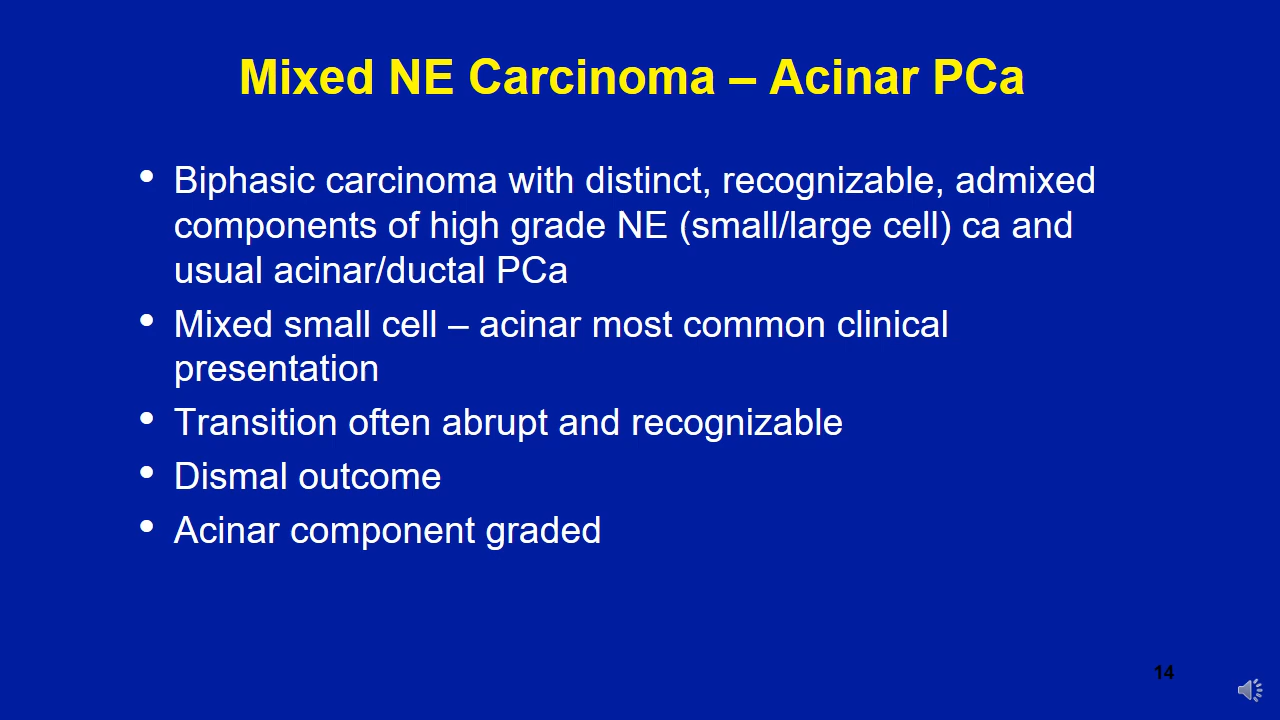 Mixed NE Carcinoma – Acinar PCa
• Biphasic carcinoma with distinct, recognizable, admixed
components of high grade NE (small/large cell) ca and
usual acinar/ductal PCa
• Mixed small cell – acinar most common clinical
presentation
• Transition often abrupt and recognizable
• Dismal outcome
• Acinar component graded
14